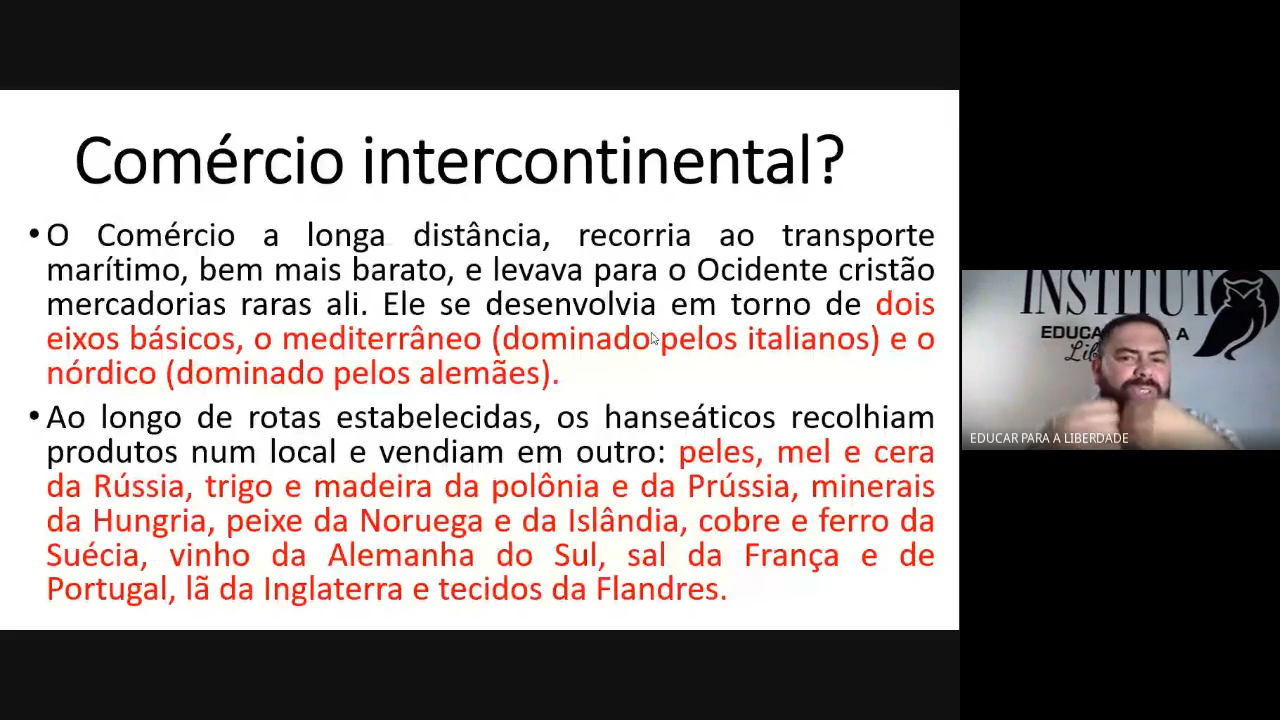 Comércio intercontinental?
• O Comércio a longa distância, recorria ao transporte
marítimo, bem mais barato, e levava para o Ocidente cristão
mercadorias raras ali. Ele se desenvolvia em torno de dois
eixos básicos, o mediterrâneo (dominado pelos italianos) e o
nórdico (dominado pelos alemães).
• Ao longo de rotas estabelecidas, os hanseáticos recolhiam
produtos num local e vendiam em outro: peles, mel e cera
da Rússia, trigo e madeira da polônia e da Prússia, minerais
da Hungria, peixe da Noruega e da Islândia, cobre e ferro da
Suécia, vinho da Alemanha do Sul, sal da França e de
Portugal, lã da Inglaterra e tecidos da Flandres.
INSTITUT
EDUCA A
EDUCAR PARA A LIBERDADE